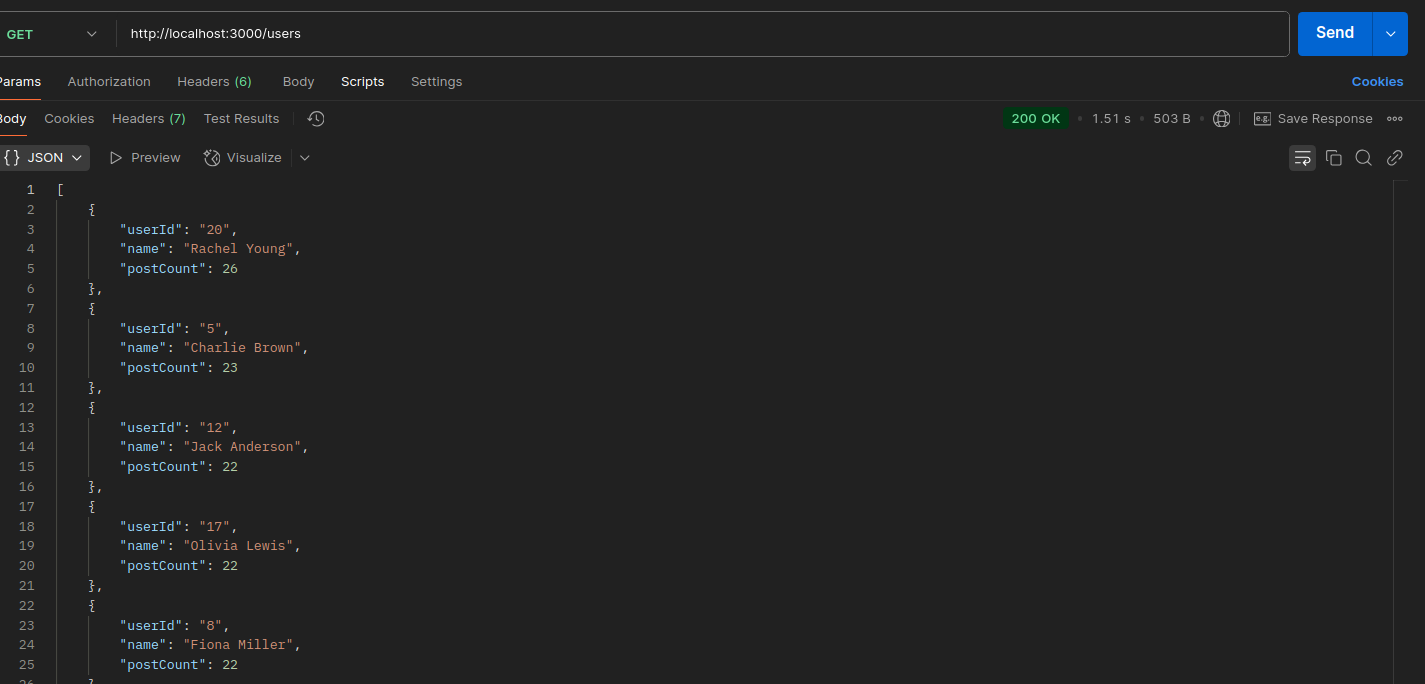 GET http://localhost:3000/users Send
Params Authorization Headers (6) Body Scripts Settings Cookies
Body Cookies Headers (7) Test Results 200 OK • 1.51 s • 503 B • e.g. Save Response
{} JSON Preview Visualize
1 [
2 {
3 "userId": "20",
4 "name": "Rachel Young",
5 "postCount": 26
6 },
7 {
8 "userId": "5",
9 "name": "Charlie Brown",
10 "postCount": 23
11 },
12 {
13 "userId": "12",
14 "name": "Jack Anderson",
15 "postCount": 22
16 },
17 {
18 "userId": "17",
19 "name": "Olivia Lewis",
20 "postCount": 22
21 },
22 {
23 "userId": "8",
24 "name": "Fiona Miller",
25 "postCount": 22
26 }